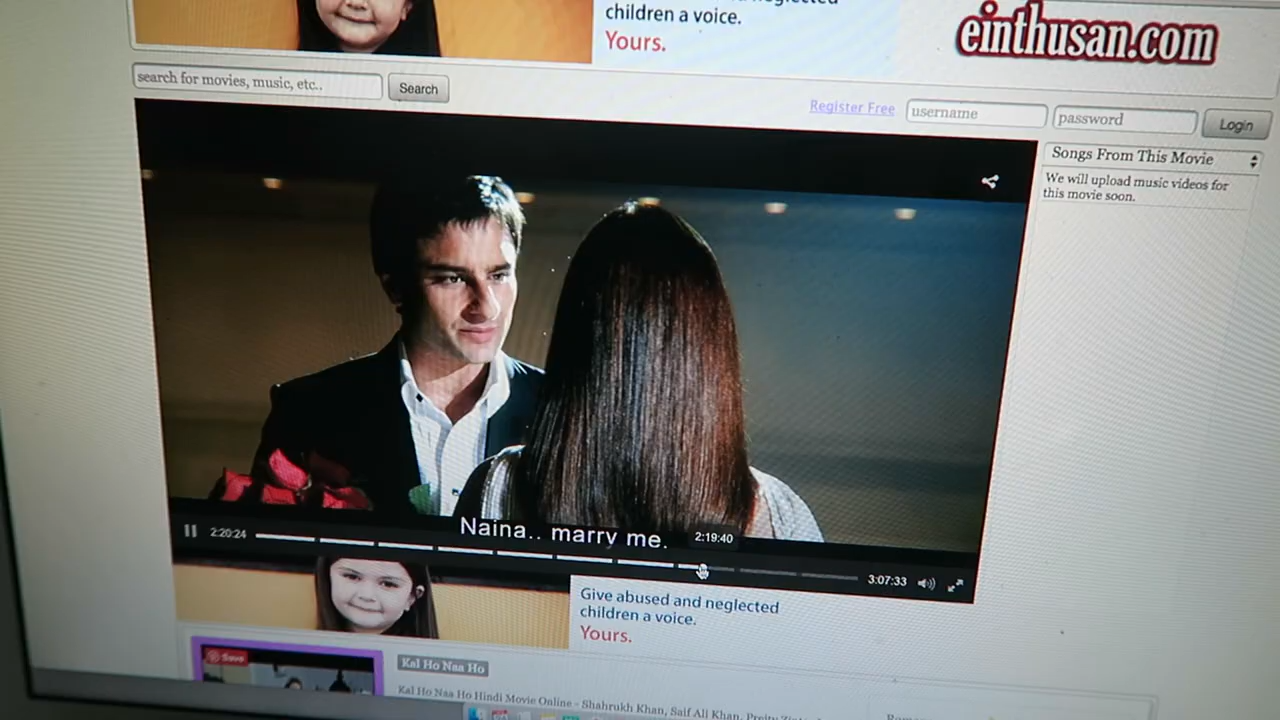 children a voice.
Yours.
einthusan.com
search for movies, music, etc..
Search
Register Free
username
password
Login
Songs From This Movie
We will upload music videos for
this movie soon.
Naina.. marry me.
2:19:40
2:20:24
3:07:33
Give abused and neglected
children a voice.
Yours.
Save
Kal Ho Naa Ho
Kal Ho Naa Ho Hindi Movie Online - Shahrukh Khan, Saif Ali Khan, Preity